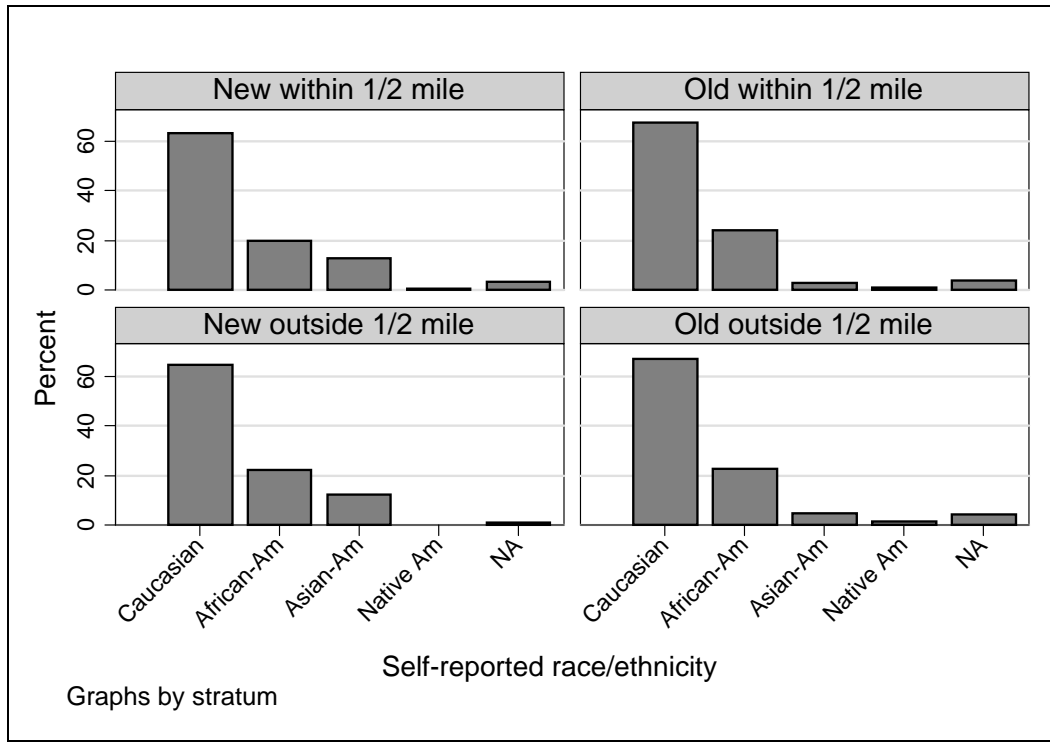 New within 1/2 mile
Old within 1/2 mile
60
40
20
0
New outside 1/2 mile
Old outside 1/2 mile
60
40
20
0
Percent
Caucasian
African-Am
Asian-Am
Native Am
NA
Caucasian
African-Am
Asian-Am
Native Am
NA
Self-reported race/ethnicity
Graphs by stratum